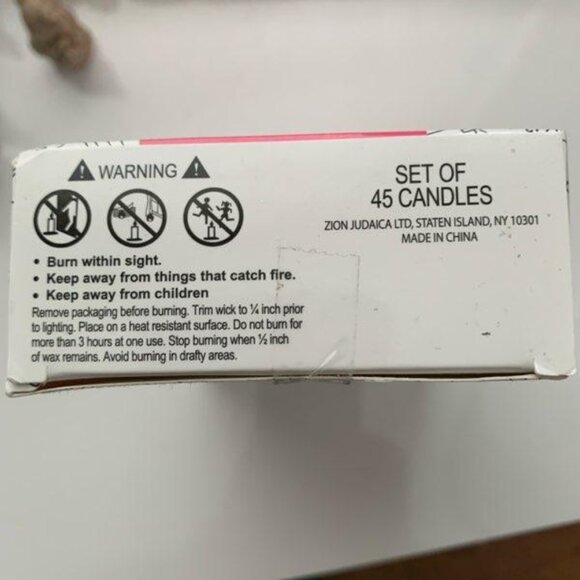 WARNING
• Burn within sight.
• Keep away from things that catch fire.
• Keep away from children
Remove packaging before burning. Trim wick to ¼ inch prior
to lighting. Place on a heat resistant surface. Do not burn for
more than 3 hours at one use. Stop burning when ½ inch
of wax remains. Avoid burning in drafty areas.
SET OF
45 CANDLES
ZION JUDAICA LTD, STATEN ISLAND, NY 10301
MADE IN CHINA